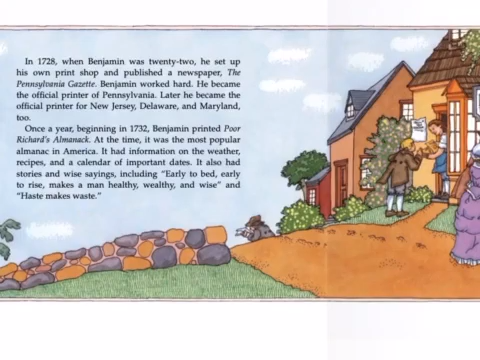 In 1728, when Benjamin was twenty-two, he set up
his own print shop and published a newspaper, The
Pennsylvania Gazette. Benjamin worked hard. He became
the official printer of Pennsylvania. Later he became the
official printer for New Jersey, Delaware, and Maryland,
too.
Once a year, beginning in 1732, Benjamin printed Poor
Richard's Almanack. At the time, it was the most popular
almanac in America. It had information on the weather,
recipes, and a calendar of important dates. It also had
stories and wise sayings, including “Early to bed, early
to rise, makes a man healthy, wealthy, and wise” and
“Haste makes waste.”